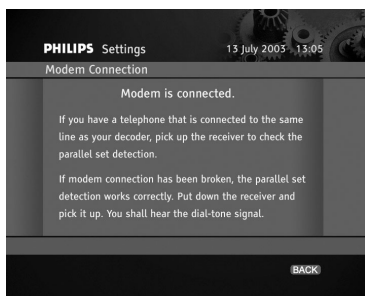 PHILIPS Settings 13 July 2003 13:05
Modem Connection
Modem is connected.
If you have a telephone that is connected to the same
line as your decoder, pick up the receiver to check the
parallel set detection.
If modem connection has been broken, the parallel set
detection works correctly. Put down the receiver and
pick it up. You shall hear the dial-tone signal.
BACK